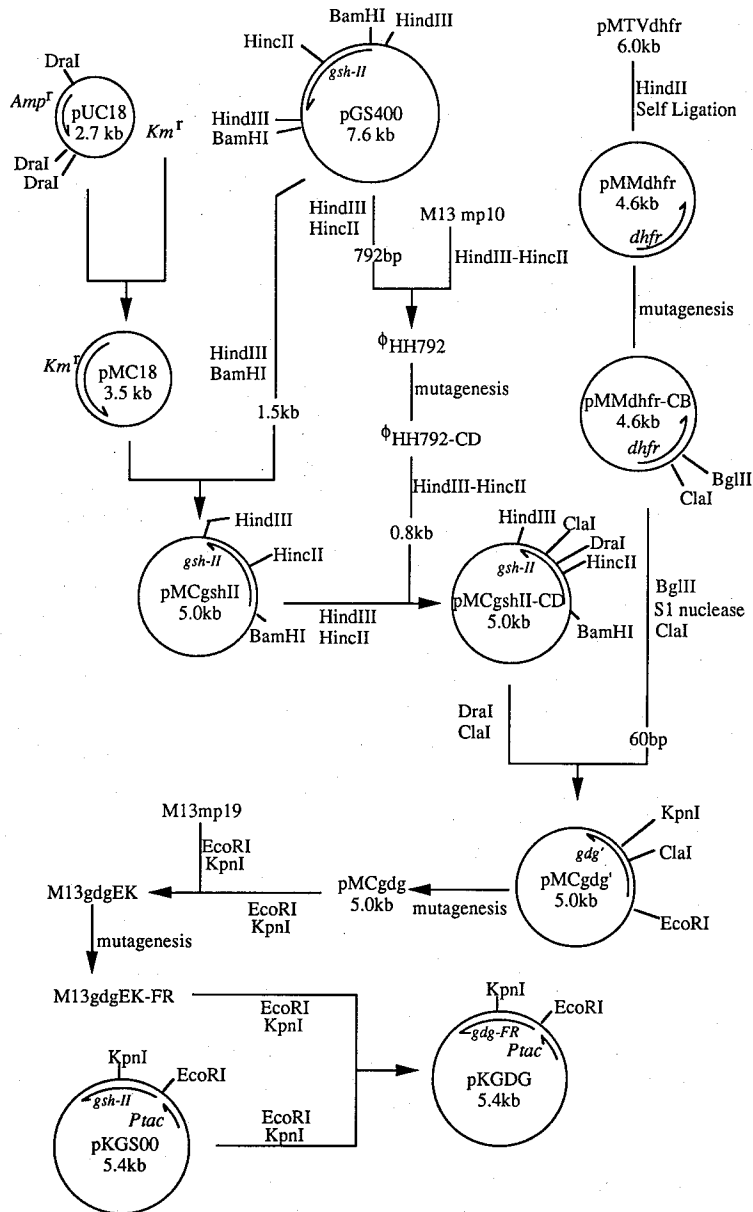 DraI
Amp^r
pUC18
2.7 kb
DraI
DraI
Km^r
BamHI
HindIII
HincII
gsh-II
HindIII
BamHI
pGS400
7.6 kb
pMTVdhfr
6.0kb
HindII
Self Ligation
pMMdhfr
4.6kb
dhfr
HindIII
HincII
792bp
M13 mp10
HindIII-HincII
mutagenesis
Km^r
pMC18
3.5 kb
HindIII
BamHI
1.5kb
ΦHH792
mutagenesis
ΦHH792-CD
HindIII-HincII
0.8kb
pMMdhfr-CB
4.6kb
dhfr
BglII
ClaI
HindIII
gsh-II
HincII
pMCgshII
5.0kb
BamHI
HindIII
HincII
HindIII
ClaI
DraI
HincII
gsh-II
pMCgshII-CD
5.0kb
BamHI
BglII
S1 nuclease
ClaI
DraI
ClaI
60bp
M13mp19
EcoRI
KpnI
KpnI
gdg'
ClaI
pMCgdg'
5.0kb
EcoRI
M13gdgEK
EcoRI
KpnI
pMCgdg
5.0kb
mutagenesis
mutagenesis
M13gdgEK-FR
EcoRI
KpnI
KpnI
EcoRI
gdg-FR
Ptac
pKGDG
5.4kb
KpnI
EcoRI
gsh-II
Ptac
pKGS00
5.4kb
EcoRI
KpnI